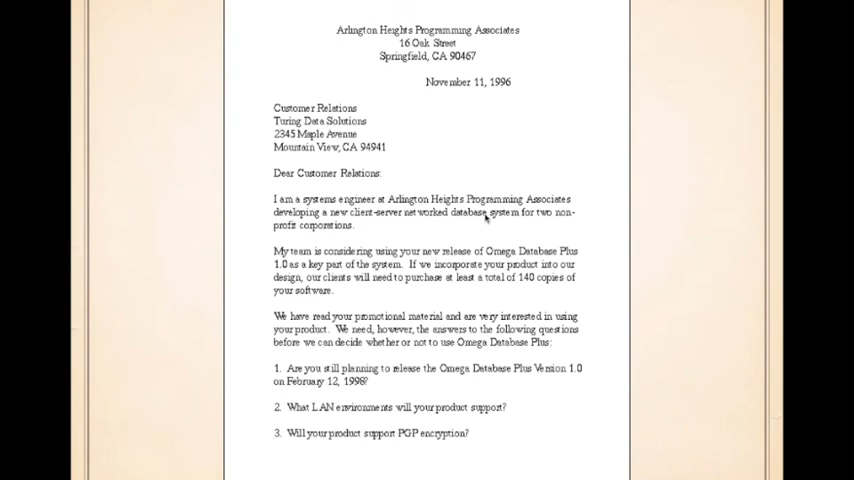 Arlington Heights Programming Associates
16 Oak Street
Springfield, CA 90467
November 11, 1996
Customer Relations
Turing Data Solutions
2345 Maple Avenue
Mountain View, CA 94941
Dear Customer Relations:
I am a systems engineer at Arlington Heights Programming Associates
developing a new client-server networked database system for two non-
profit corporations.
My team is considering using your new release of Omega Database Plus
1.0 as a key part of the system. If we incorporate your product into our
design, our clients will need to purchase at least a total of 140 copies of
your software.
We have read your promotional material and are very interested in using
your product. We need, however, the answers to the following questions
before we can decide whether or not to use Omega Database Plus:
1. Are you still planning to release the Omega Database Plus Version 1.0
on February 12, 1998?
2. What LAN environments will your product support?
3. Will your product support PGP encryption?